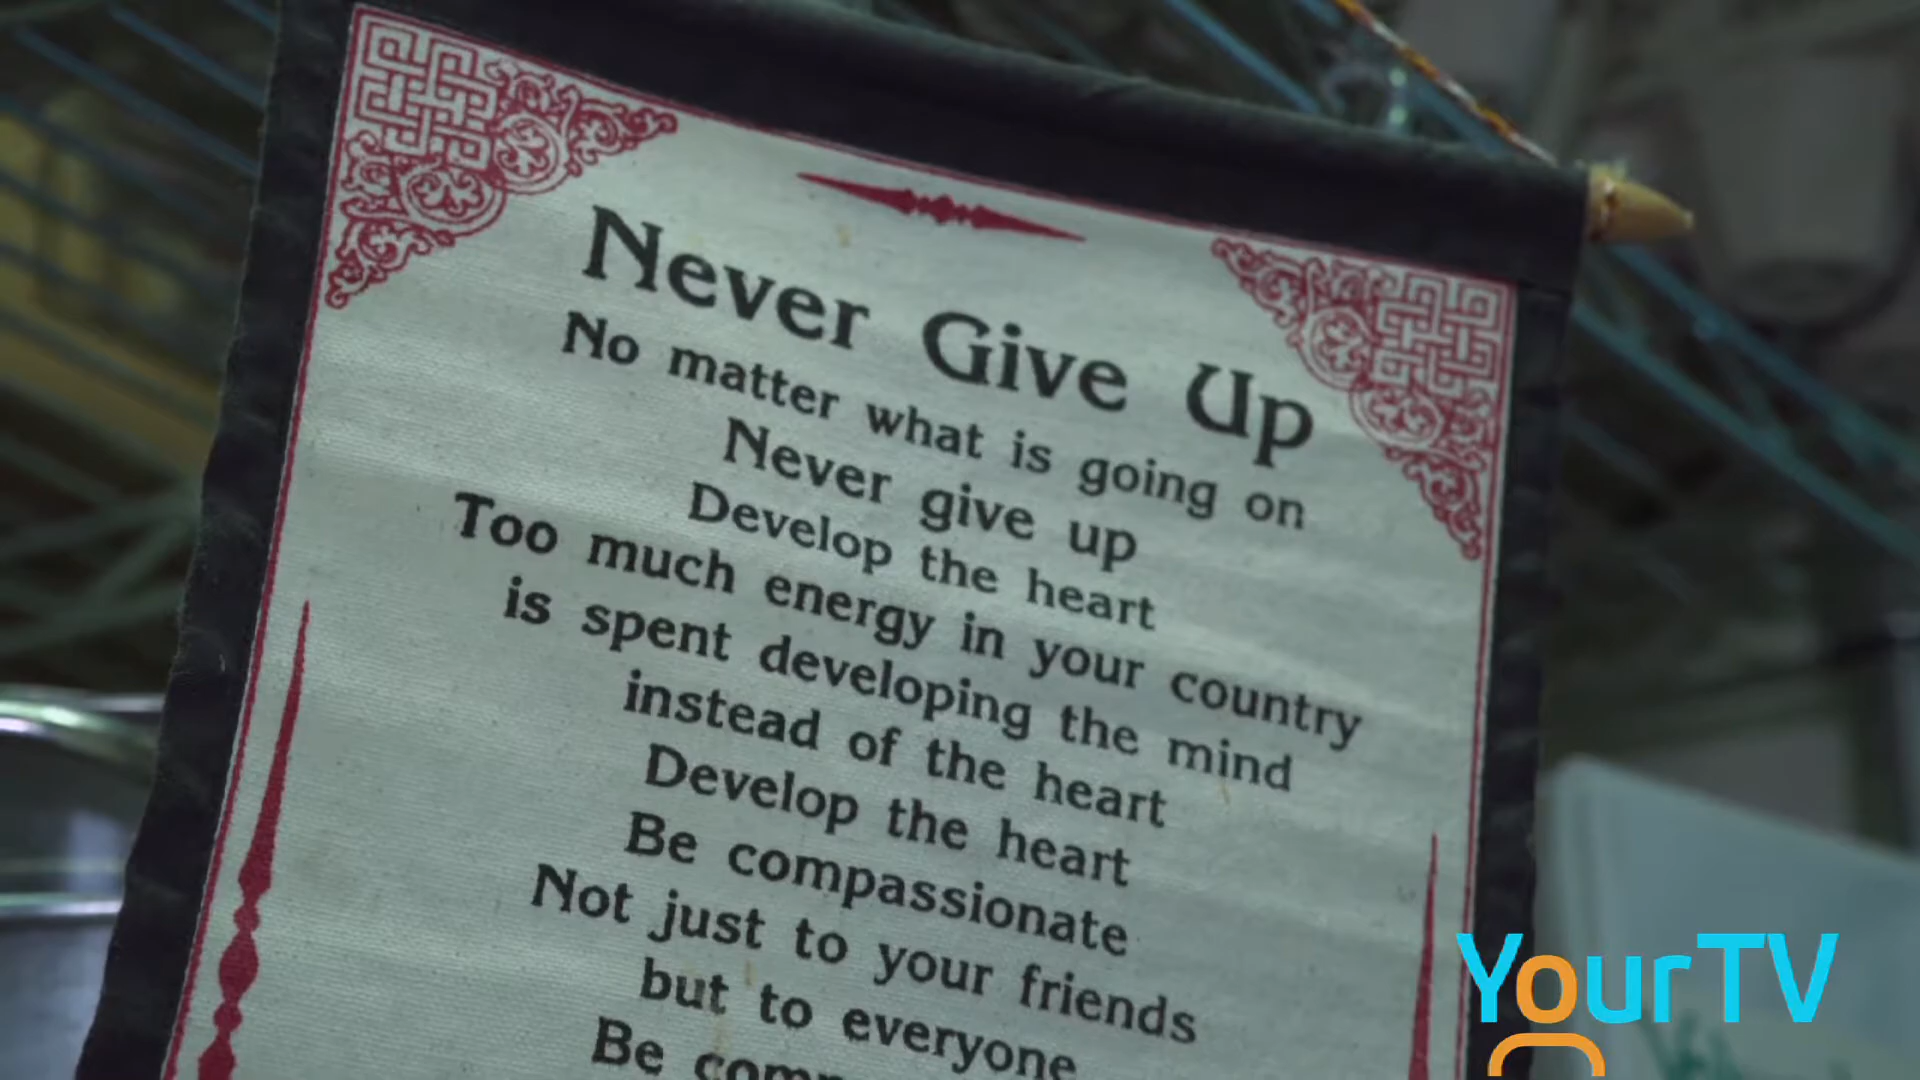 Never Give Up
No matter what is going on
Never give up
Develop the heart
Too much energy in your country
is spent developing the mind
instead of the heart
Develop the heart
Be compassionate
Not just to your friends
but to everyone
Be
YourTV